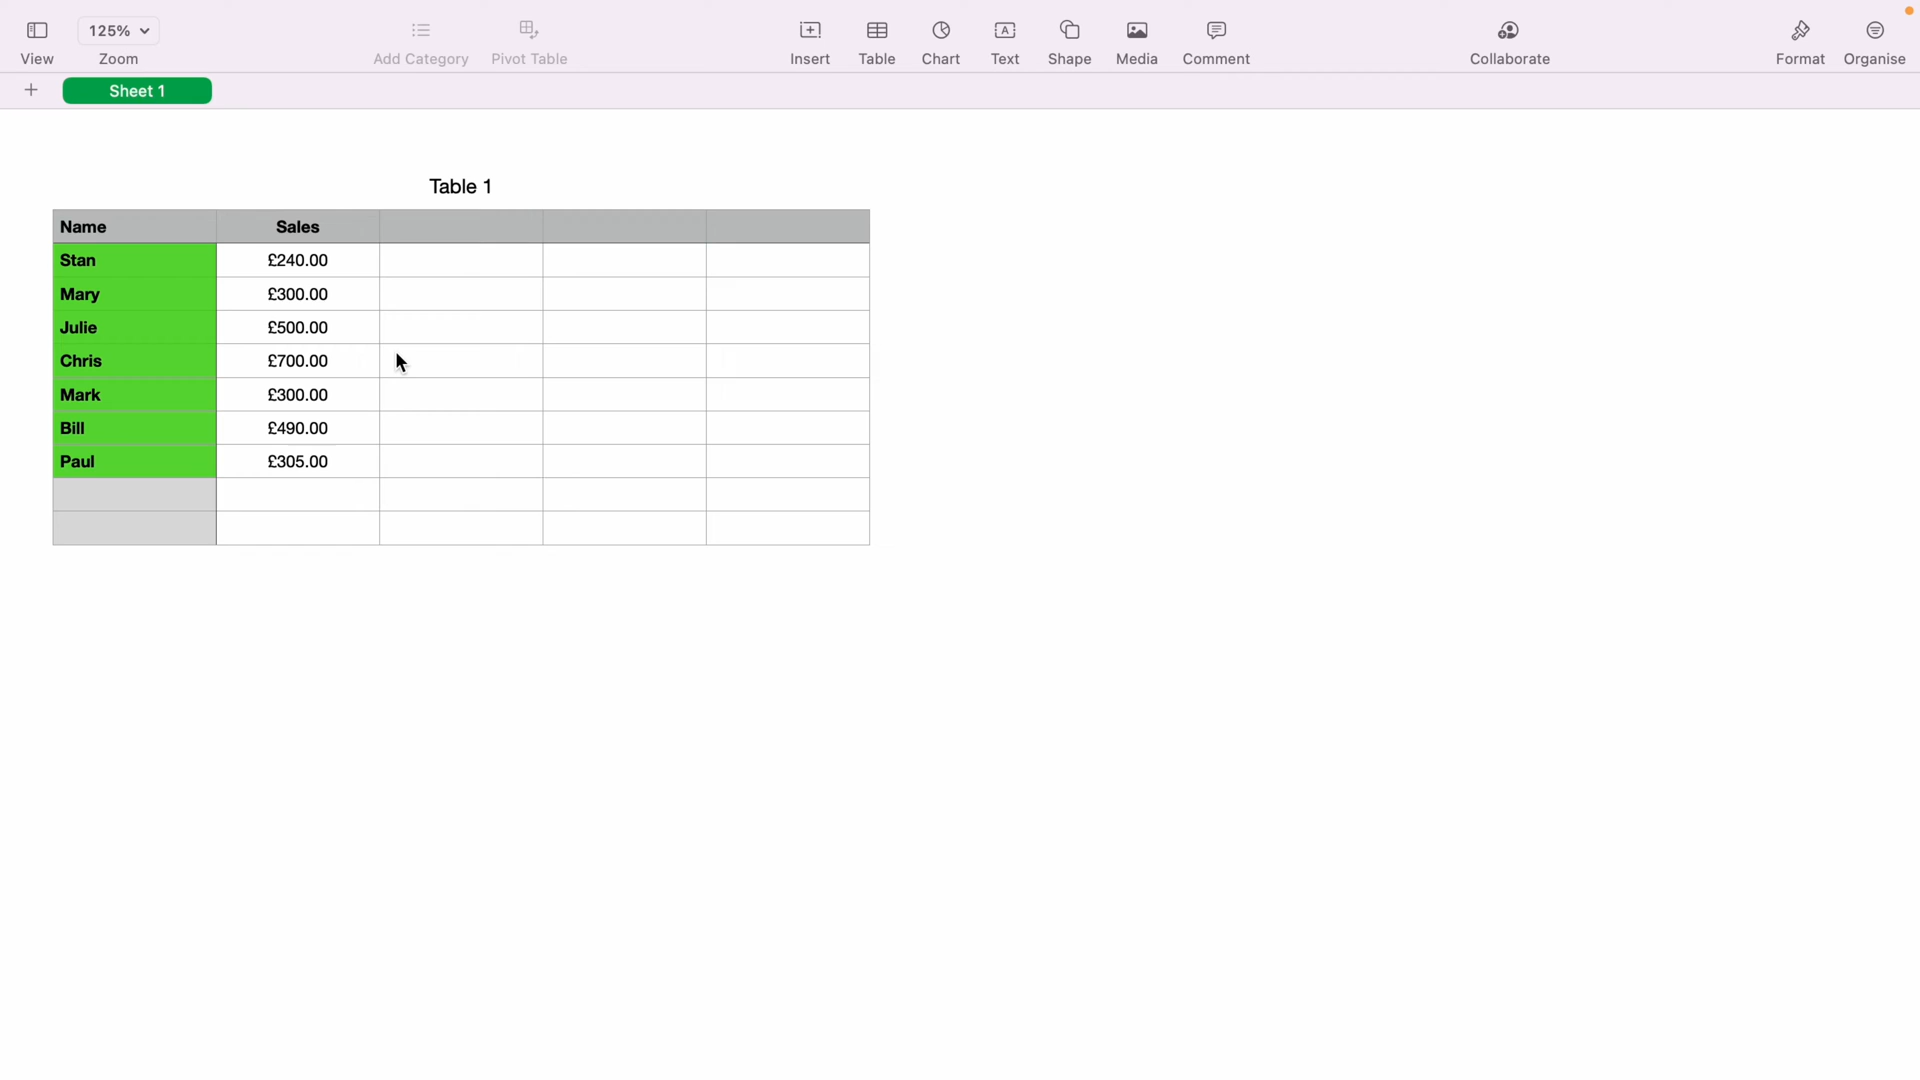 125%
View
Zoom
Add Category
Pivot Table
Insert
Table
Chart
Text
Shape
Media
Comment
Collaborate
Format
Organise
Sheet 1
Table 1
Name Sales
Stan £240.00
Mary £300.00
Julie £500.00
Chris £700.00
Mark £300.00
Bill £490.00
Paul £305.00